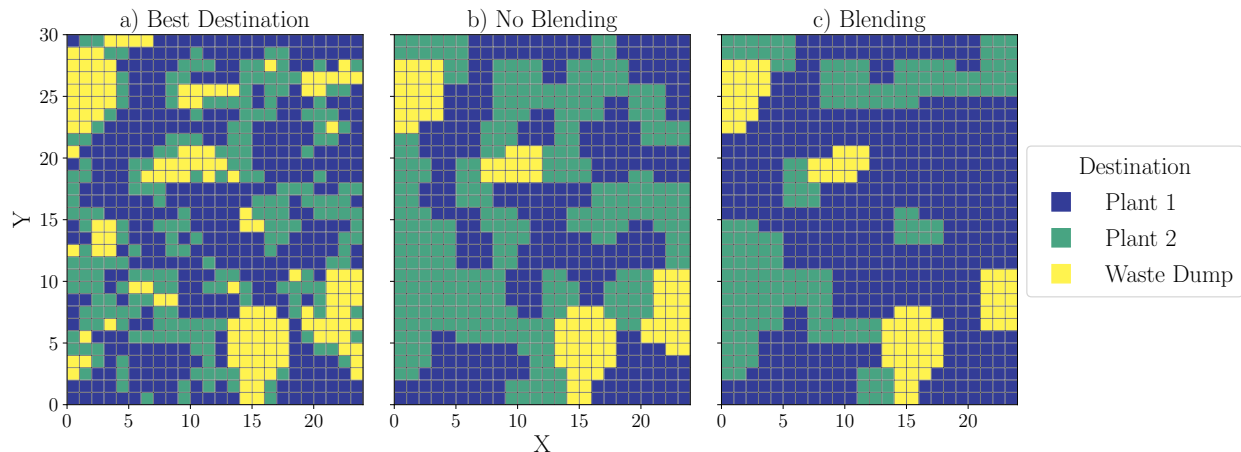 a) Best Destination
b) No Blending
c) Blending
30
25
20
15
10
5
0
Y
0 5 10 15 20
0 5 10 15 20
0 5 10 15 20
X
Destination
Plant 1
Plant 2
Waste Dump